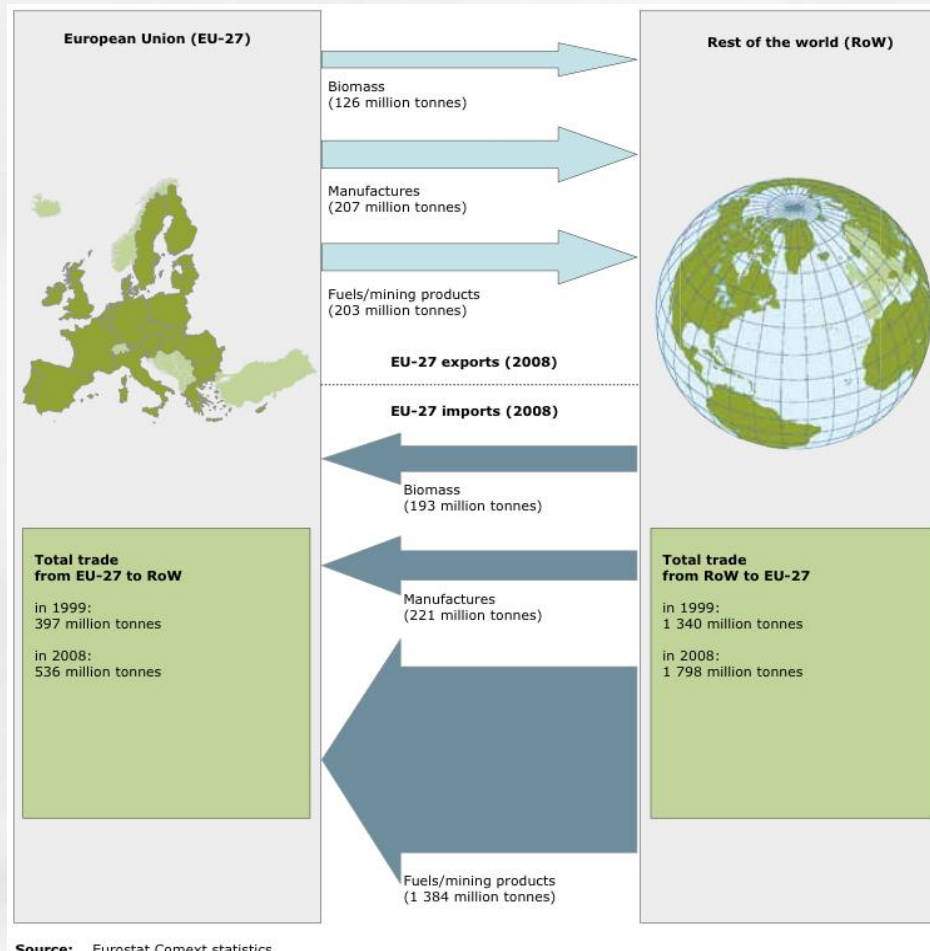 European Union (EU-27)
Rest of the world (RoW)
Biomass
(126 million tonnes)
Manufactures
(207 million tonnes)
Fuels/mining products
(203 million tonnes)
EU-27 exports (2008)
EU-27 imports (2008)
Biomass
(193 million tonnes)
Manufactures
(221 million tonnes)
Fuels/mining products
(1 384 million tonnes)
Total trade
from EU-27 to RoW
in 1999:
397 million tonnes
in 2008:
536 million tonnes
Total trade
from RoW to EU-27
in 1999:
1 340 million tonnes
in 2008:
1 798 million tonnes
Source: Eurostat Comext statistics